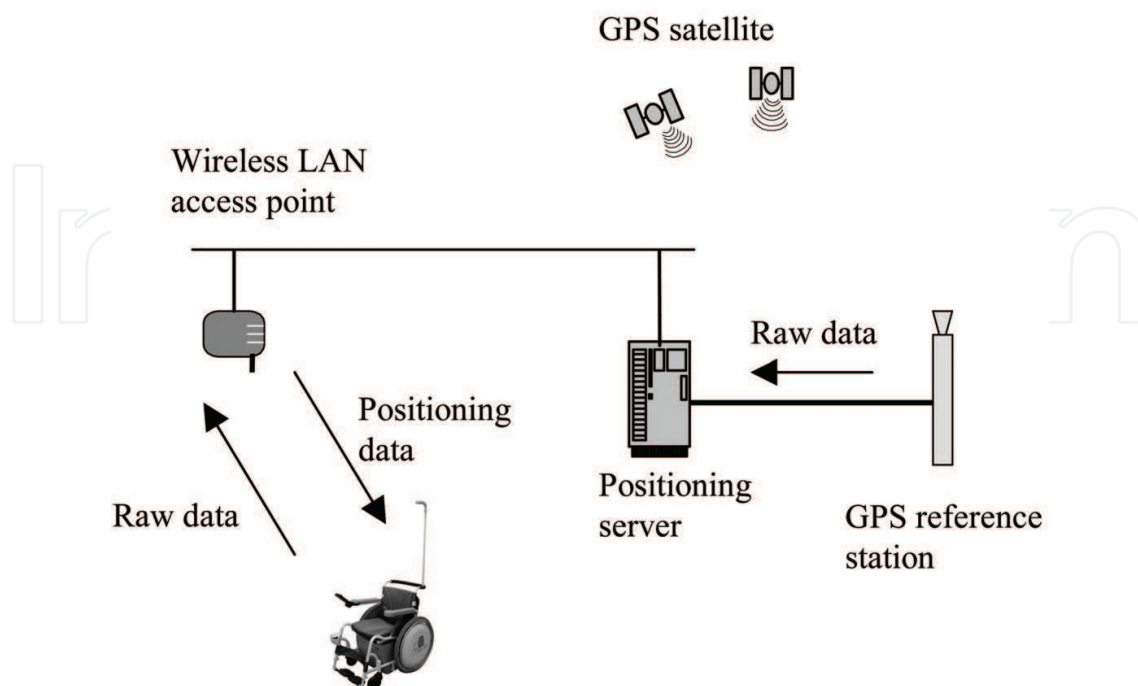 GPS satellite
Wireless LAN
access point
Raw data
Positioning
data
Raw data
Positioning
server
GPS reference
station